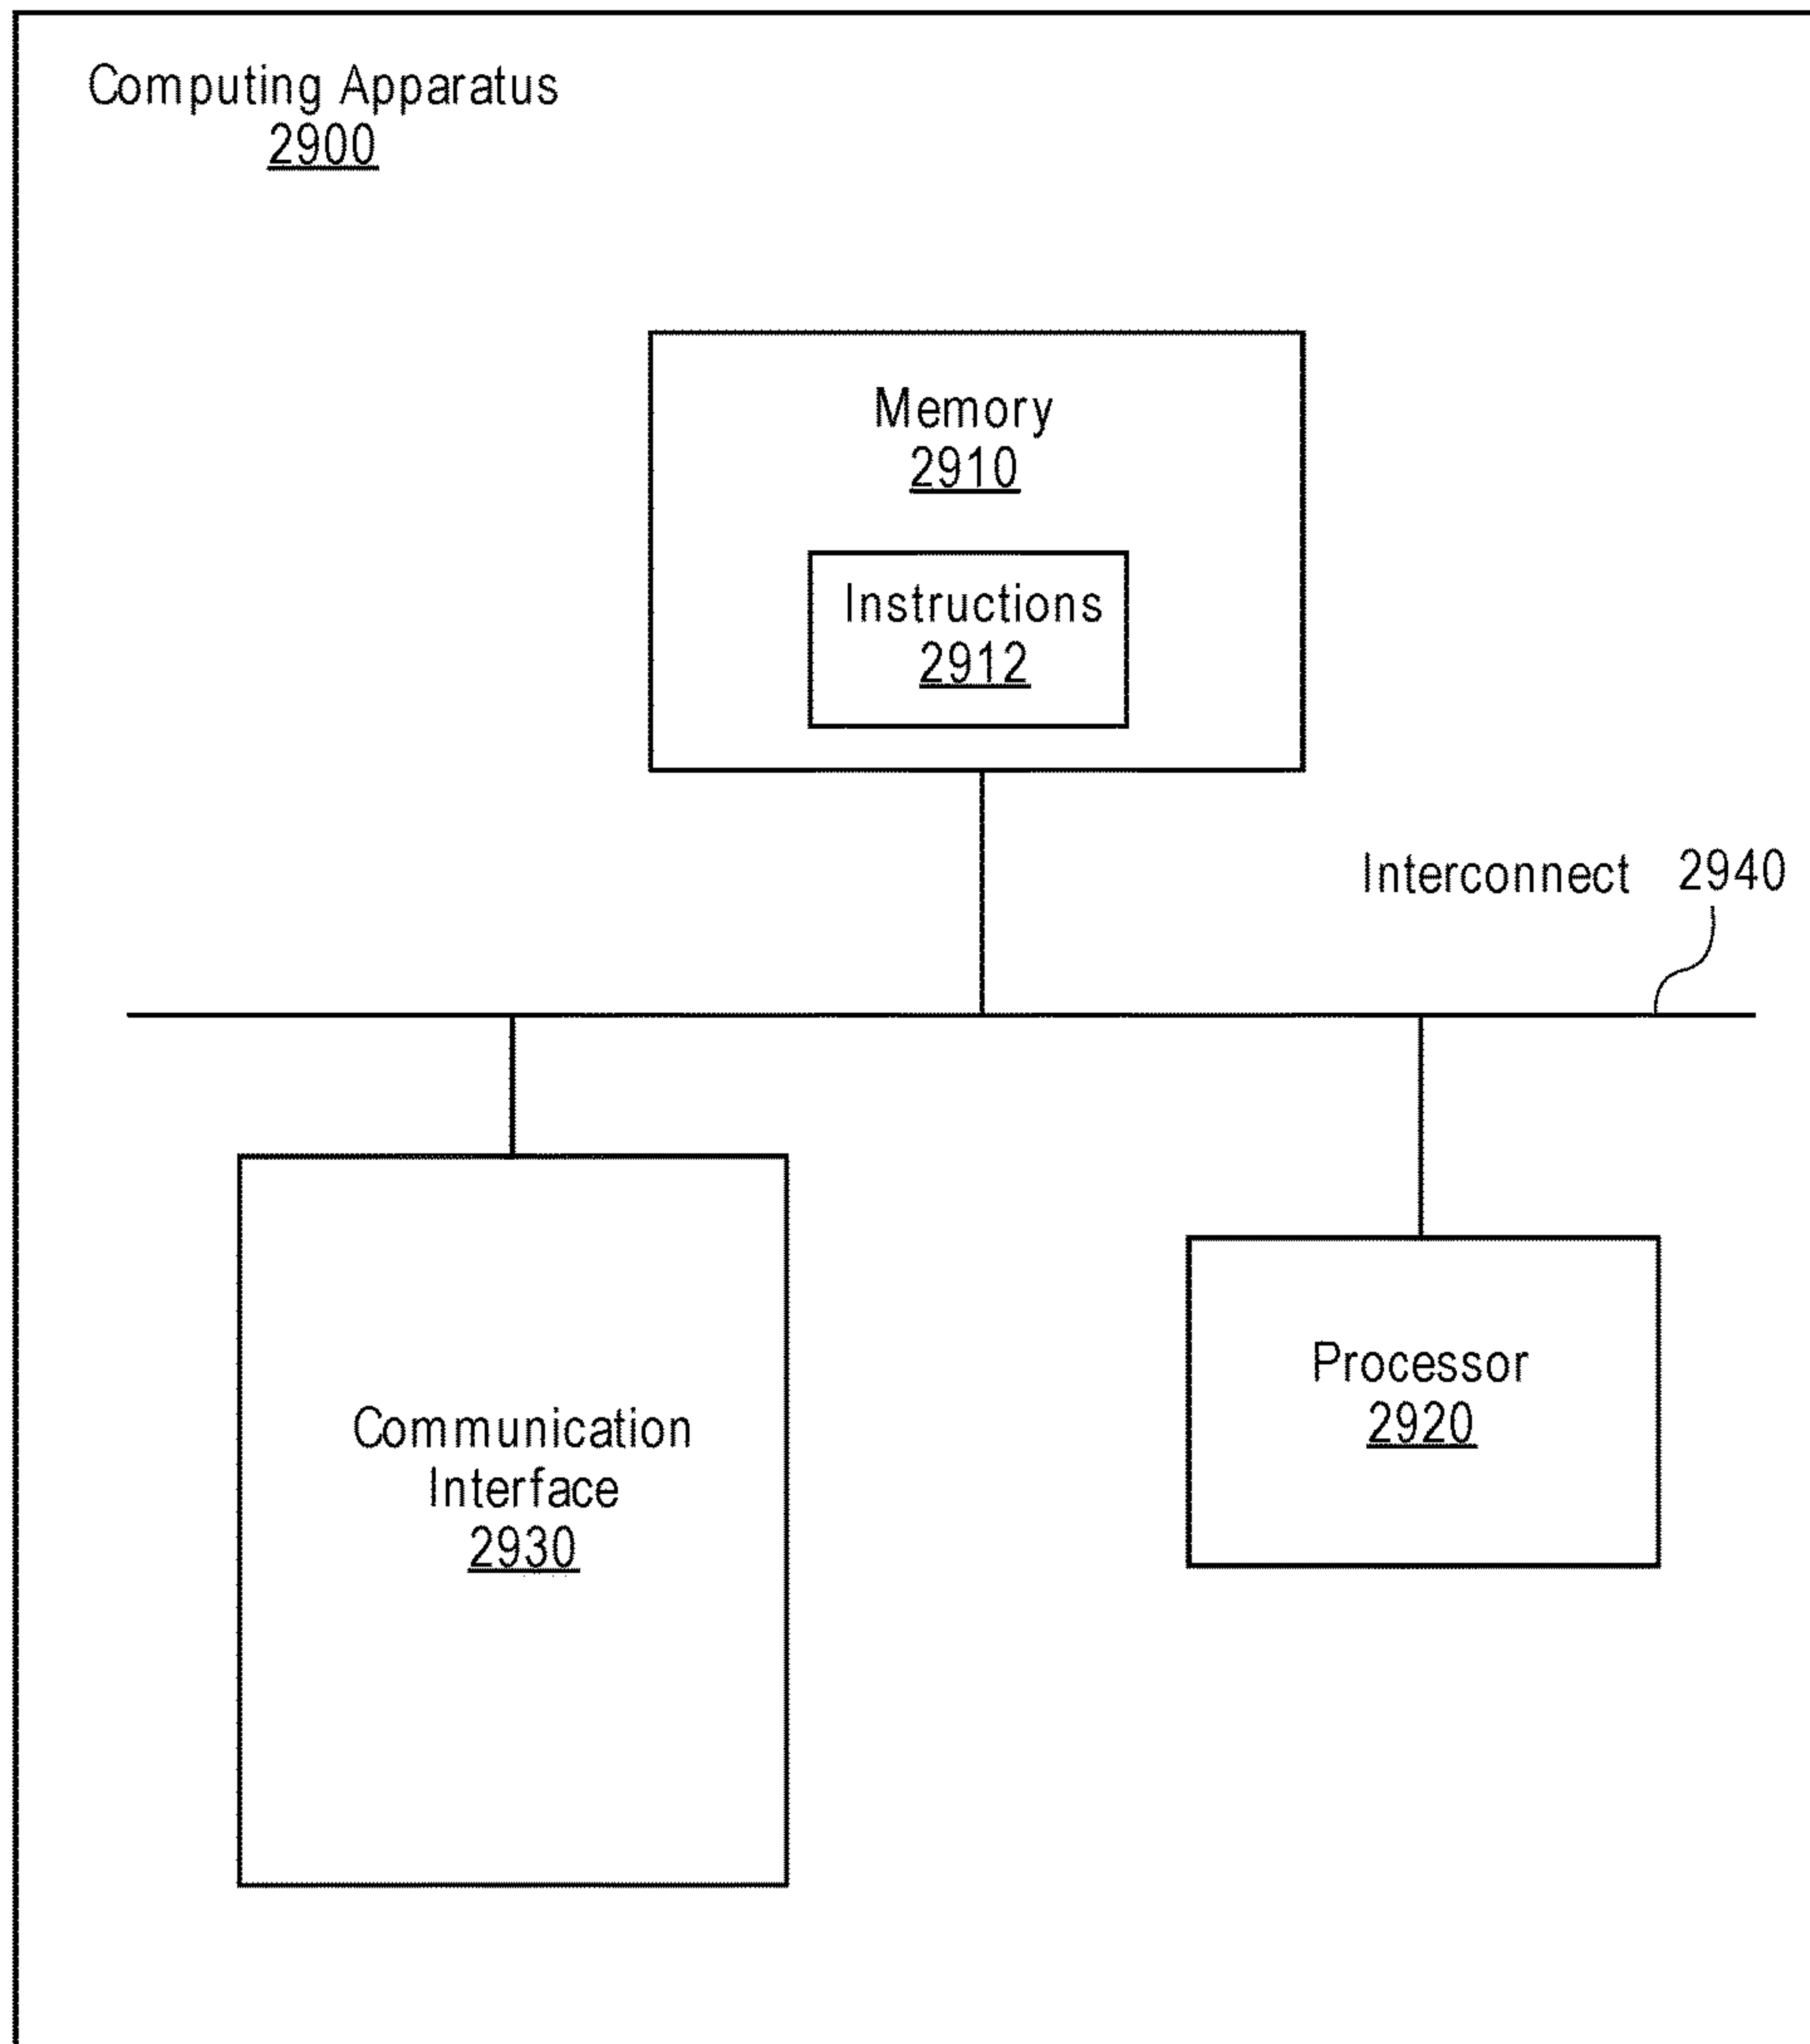 Computing Apparatus
2900
Memory
2910
Instructions
2912
Interconnect 2940
Communication
Interface
2930
Processor
2920